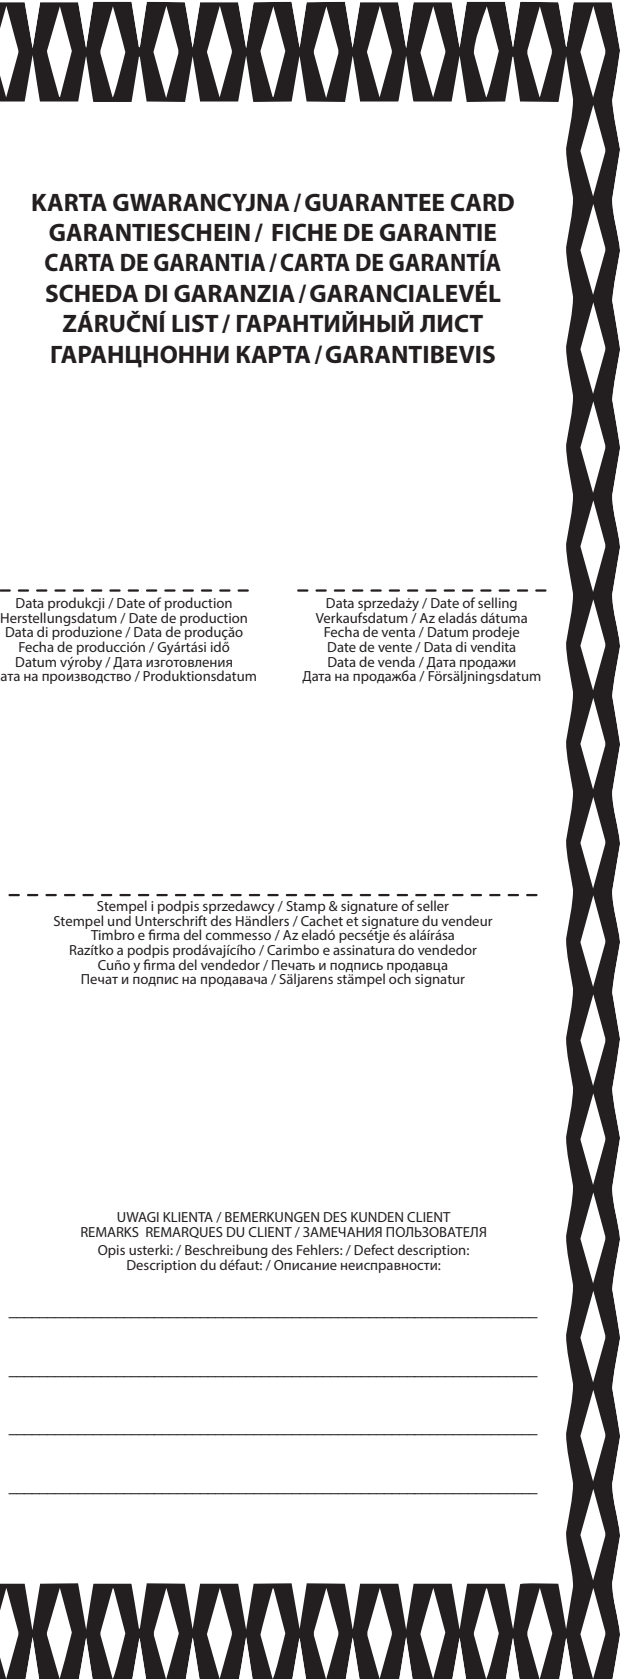 KARTA GWARANCYJNA / GUARANTEE CARD
GARANTIESCHEIN / FICHE DE GARANTIE
CARTA DE GARANTIA / CARTA DE GARANTÍA
SCHEDA DI GARANZIA / GARANCIALEVÉL
ZÁRUČNÍ LIST / ГАРАНТИЙНЫЙ ЛИСТ
ГАРАНЦНОННИ КАРТА / GARANTIBEVIS
Data produkcji / Date of production
Herstellungsdatum / Date de production
Data di produzione / Data de produção
Fecha de producción / Gyártási idő
Datum výroby / Дата изготовления
ата на производство / Produktionsdatum
Data sprzedaży / Date of selling
Verkaufsdatum / Az eladás dátuma
Fecha de venta / Datum prodeje
Date de vente / Data di vendita
Data de venda / Дата продажи
Дата на продажба / Försäljningsdatum
Stempel i podpis sprzedawcy / Stamp & signature of seller
Stempel und Unterschrift des Händlers / Cachet et signature du vendeur
Timbro e firma del commesso / Az eladó pecsétje és aláírása
Razítko a podpis prodávajícího / Carimbo e assinatura do vendedor
Cuño y firma del vendedor / Печать и подпись продавца
Печат и подпис на продавача / Säljarens stämpel och signatur
UWAGI KLIENTA / BEMERKUNGEN DES KUNDEN CLIENT
REMARKS REMARQUES DU CLIENT / ЗАМЕЧАНИЯ ПОЛЬЗОВАТЕЛЯ
Opis usterki: / Beschreibung des Fehlers: / Defect description:
Description du défaut: / Описание неисправности: